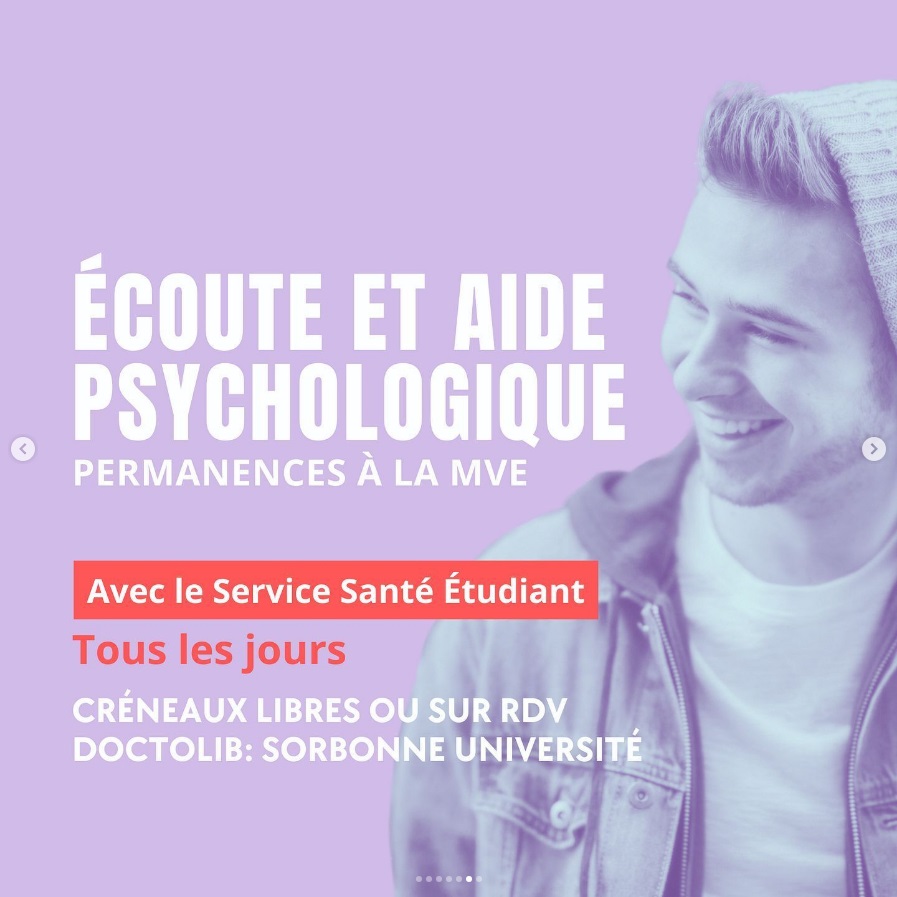 ÉCOUTE ET AIDE
PSYCHOLOGIQUE
PERMANENCES À LA MVE
Avec le Service Santé Étudiant
Tous les jours
CRÉNEAUX LIBRES OU SUR RDV
DOCTOLIB: SORBONNE UNIVERSITÉ